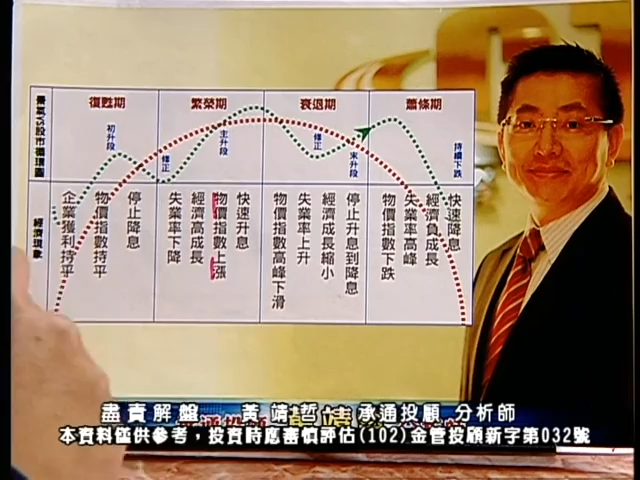 復甦期 繁榮期 衰退期 蕭條期
景氣VS股市循環圖
初升段
修正
主升段
修正
末升段
持續下跌
經濟現象
企業獲利持平
物價指數持平
停止降息
失業率下降
經濟高成長
物價指數上漲
快速升息
物價指數高峰下滑
失業率上升
經濟成長縮小
停止升息到降息
物價指數下跌
失業率高峰
經濟負成長
快速降息
盡責解盤 黃靖哲 承通投顧 分析師
本資料僅供參考，投資時應審慎評估(102)金管投顧新字第032號